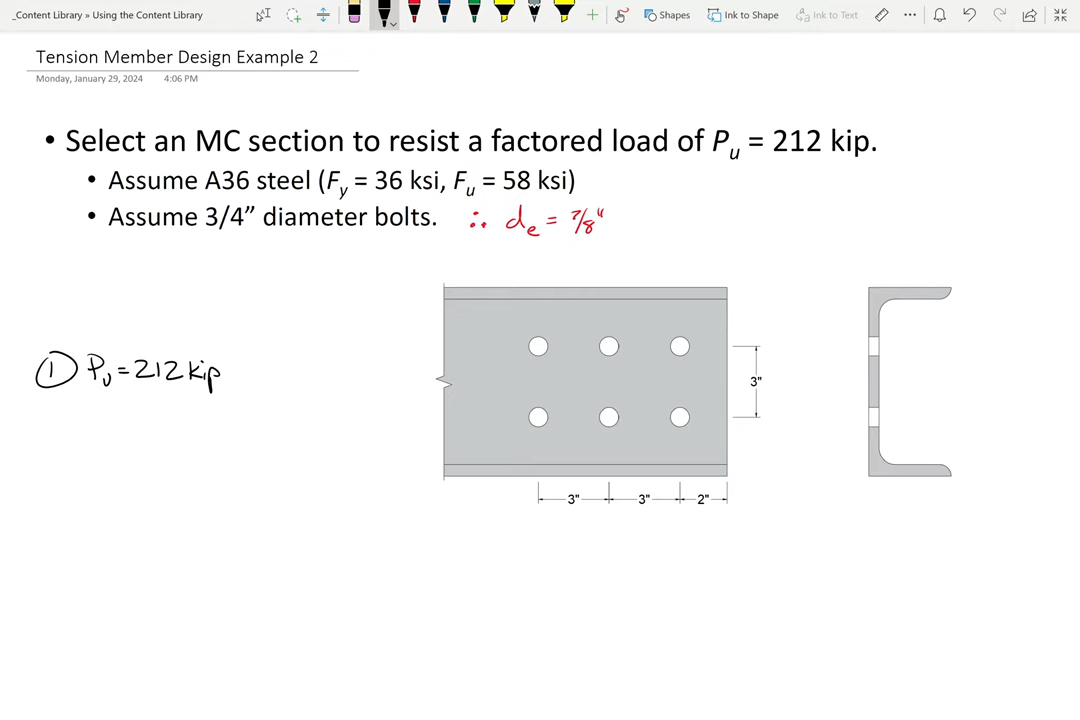 _Content Library » Using the Content Library
Shapes
Ink to Shape
Ink to Text
Tension Member Design Example 2
Monday, January 29, 2024 4:06 PM
• Select an MC section to resist a factored load of Pu = 212 kip.
• Assume A36 steel (Fy = 36 ksi, Fu = 58 ksi)
• Assume 3/4” diameter bolts. ∴ de = 7/8"
① Pu = 212 kip
3"
3" 3" 2"